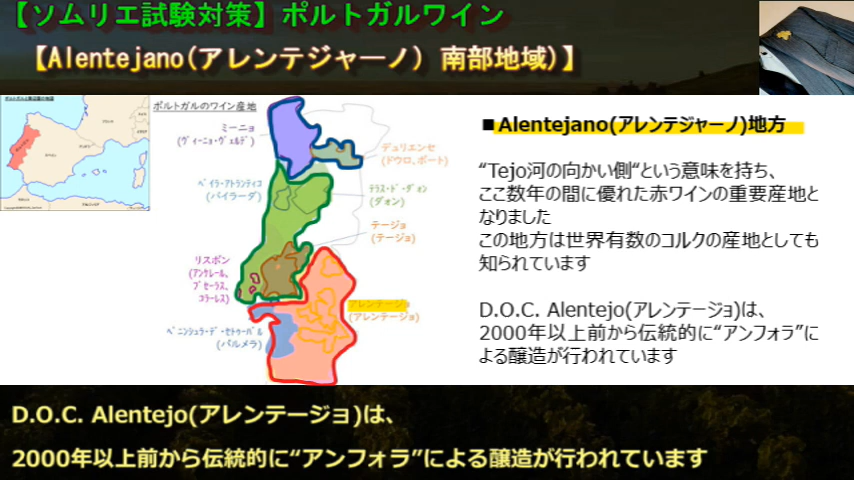 【ソムリエ試験対策】ポルトガルワイン
【Alentejano(アレンテジャーノ) 南部地域)】
ポルトガルのワイン産地
ミーニョ
(ヴィーニョ・ヴェルデ)
デュリエンセ
(ドウロ、ポート)
ベイラ・アトランティコ
(バイラーダ)
テラス・ド・ダォン
(ダォン)
テージョ
(テージョ)
リスボン
(アレンケール、
ブセーラス、
コラーレス)
アレンテージョ
(アレンテージョ)
ペニンシュラ・デ・セトゥーバル
(パルメラ)
■Alentejano(アレンテジャーノ)地方
“Tejo河の向かい側“という意味を持ち、
ここ数年の間に優れた赤ワインの重要産地と
なりました
この地方は世界有数のコルクの産地としても
知られています
D.O.C. Alentejo(アレンテージョ)は、
2000年以上前から伝統的に“アンフォラ”に
よる醸造が行われています
D.O.C. Alentejo(アレンテージョ)は、
2000年以上前から伝統的に“アンフォラ”による醸造が行われています